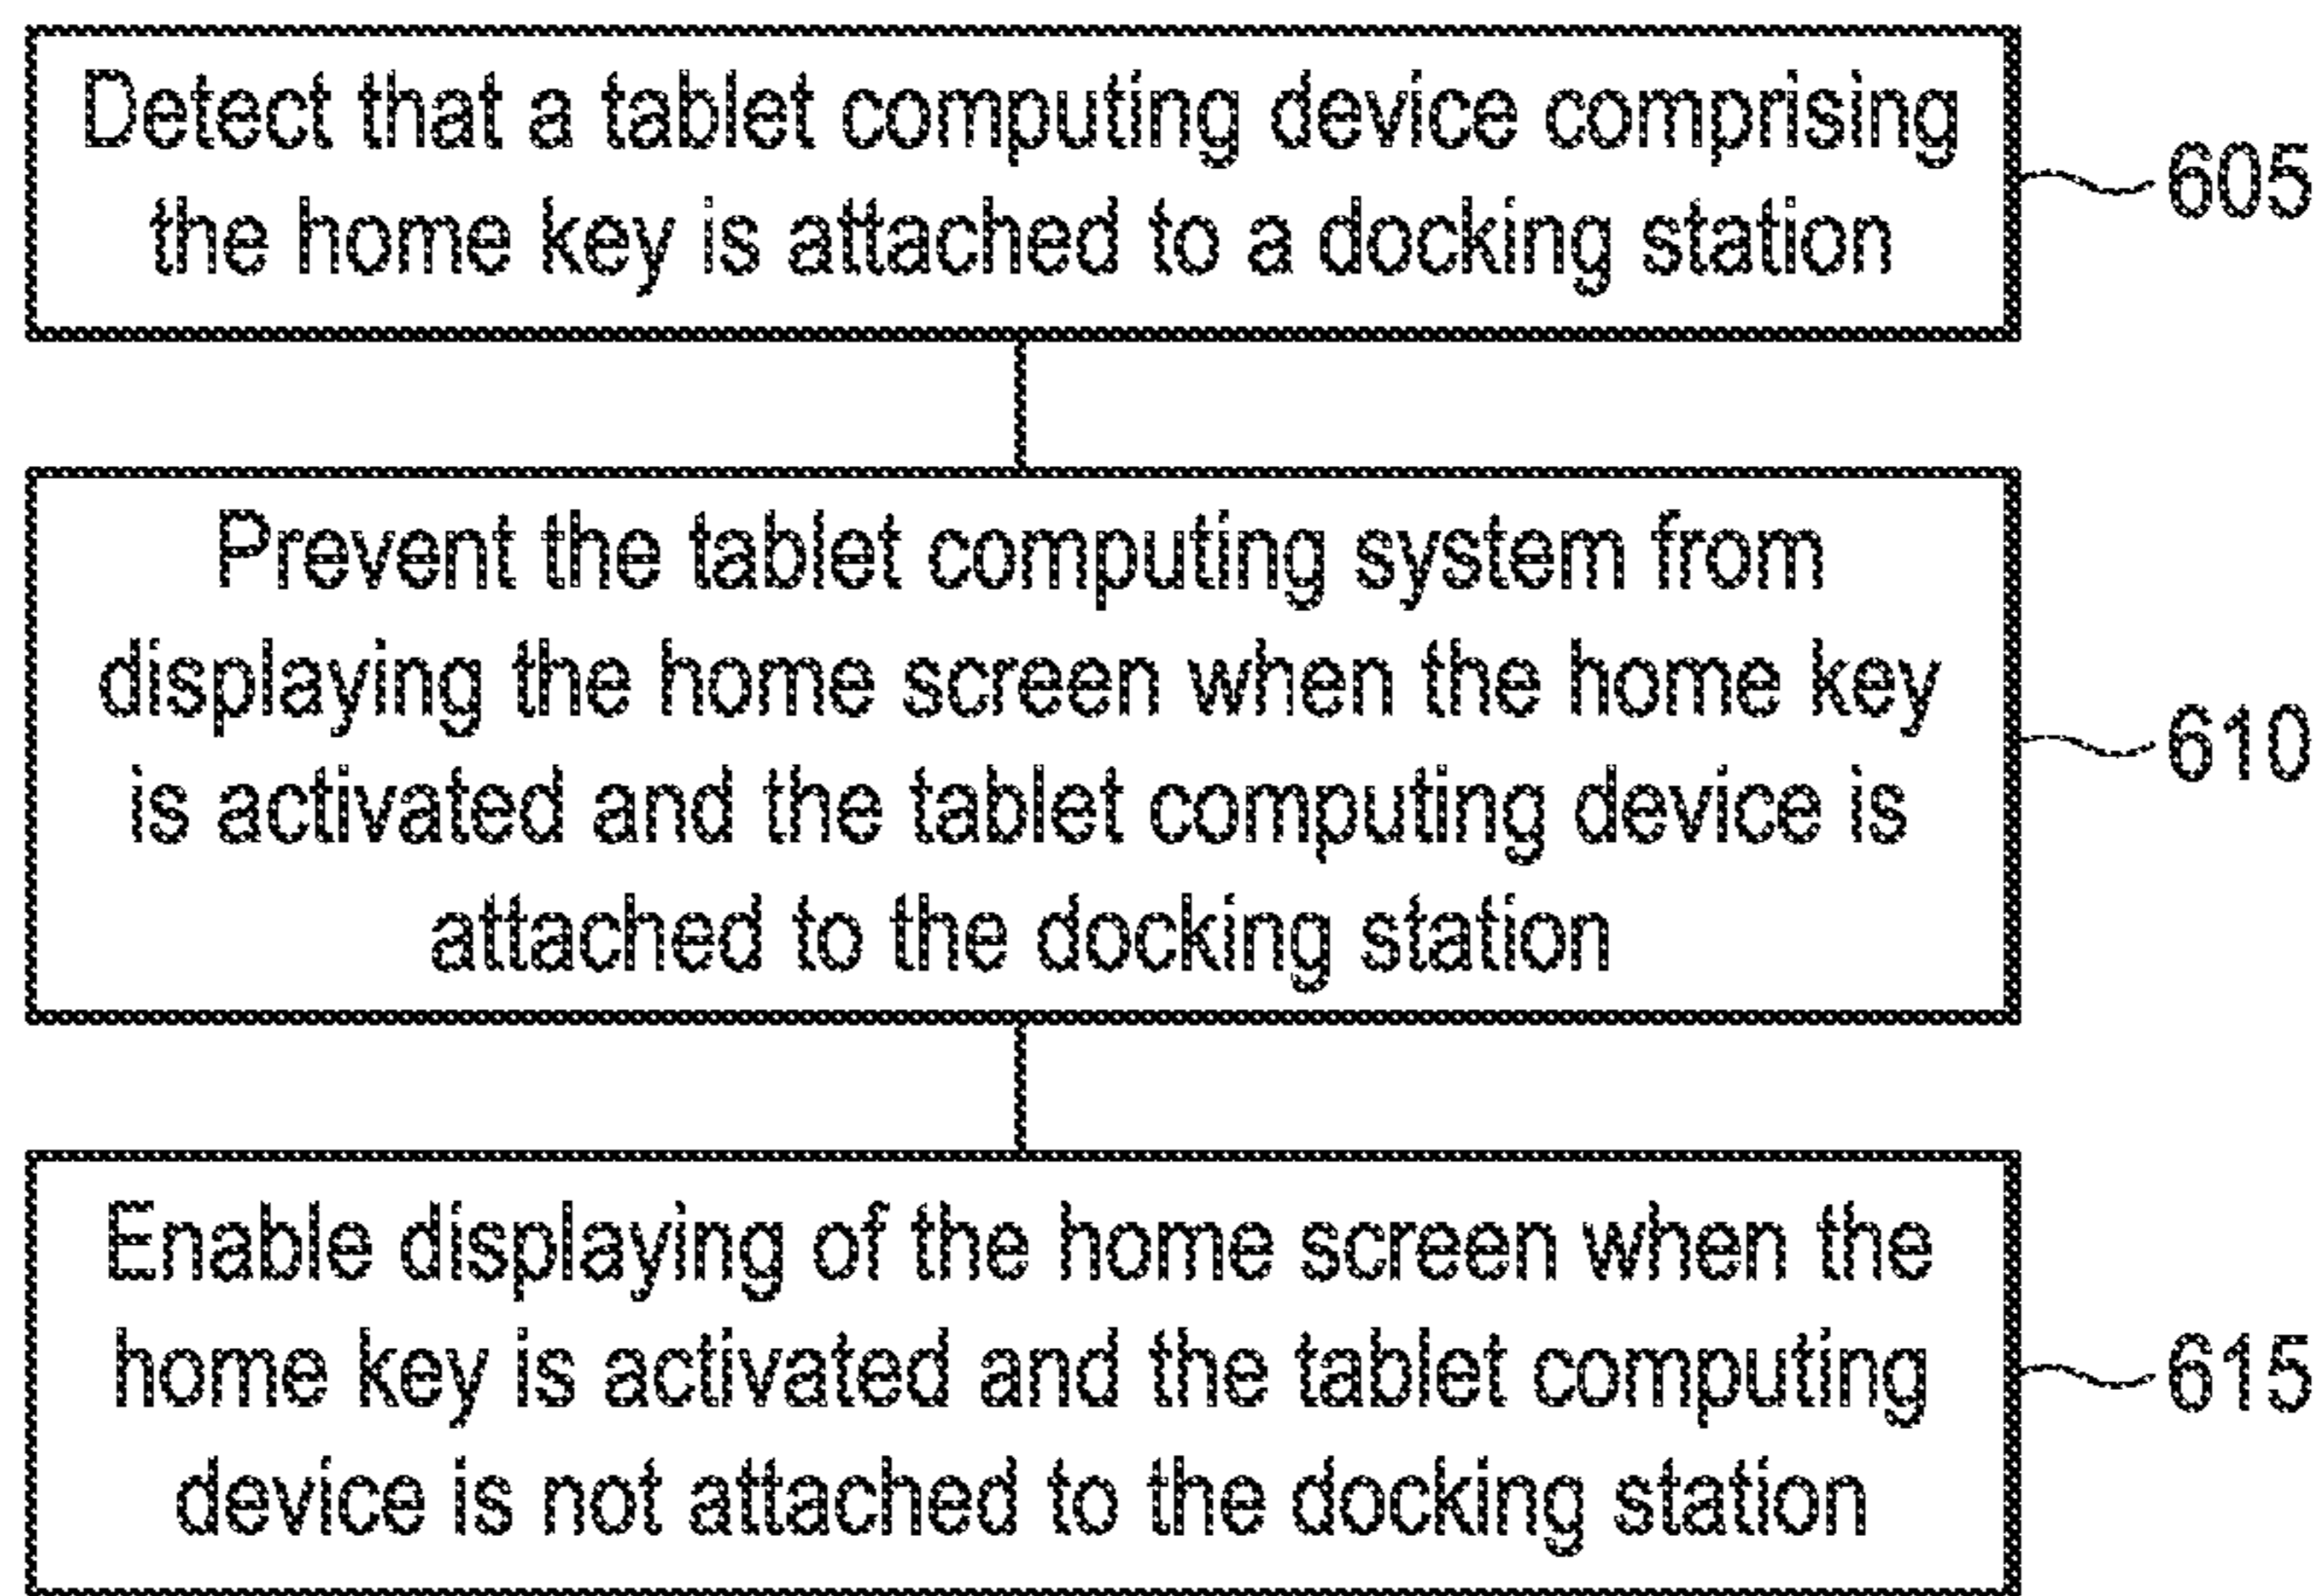 Detect that a tablet computing device comprising
the home key is attached to a docking station
605
Prevent the tablet computing system from
displaying the home screen when the home key
is activated and the tablet computing device is
attached to the docking station
610
Enable displaying of the home screen when the
home key is activated and the tablet computing
device is not attached to the docking station
615